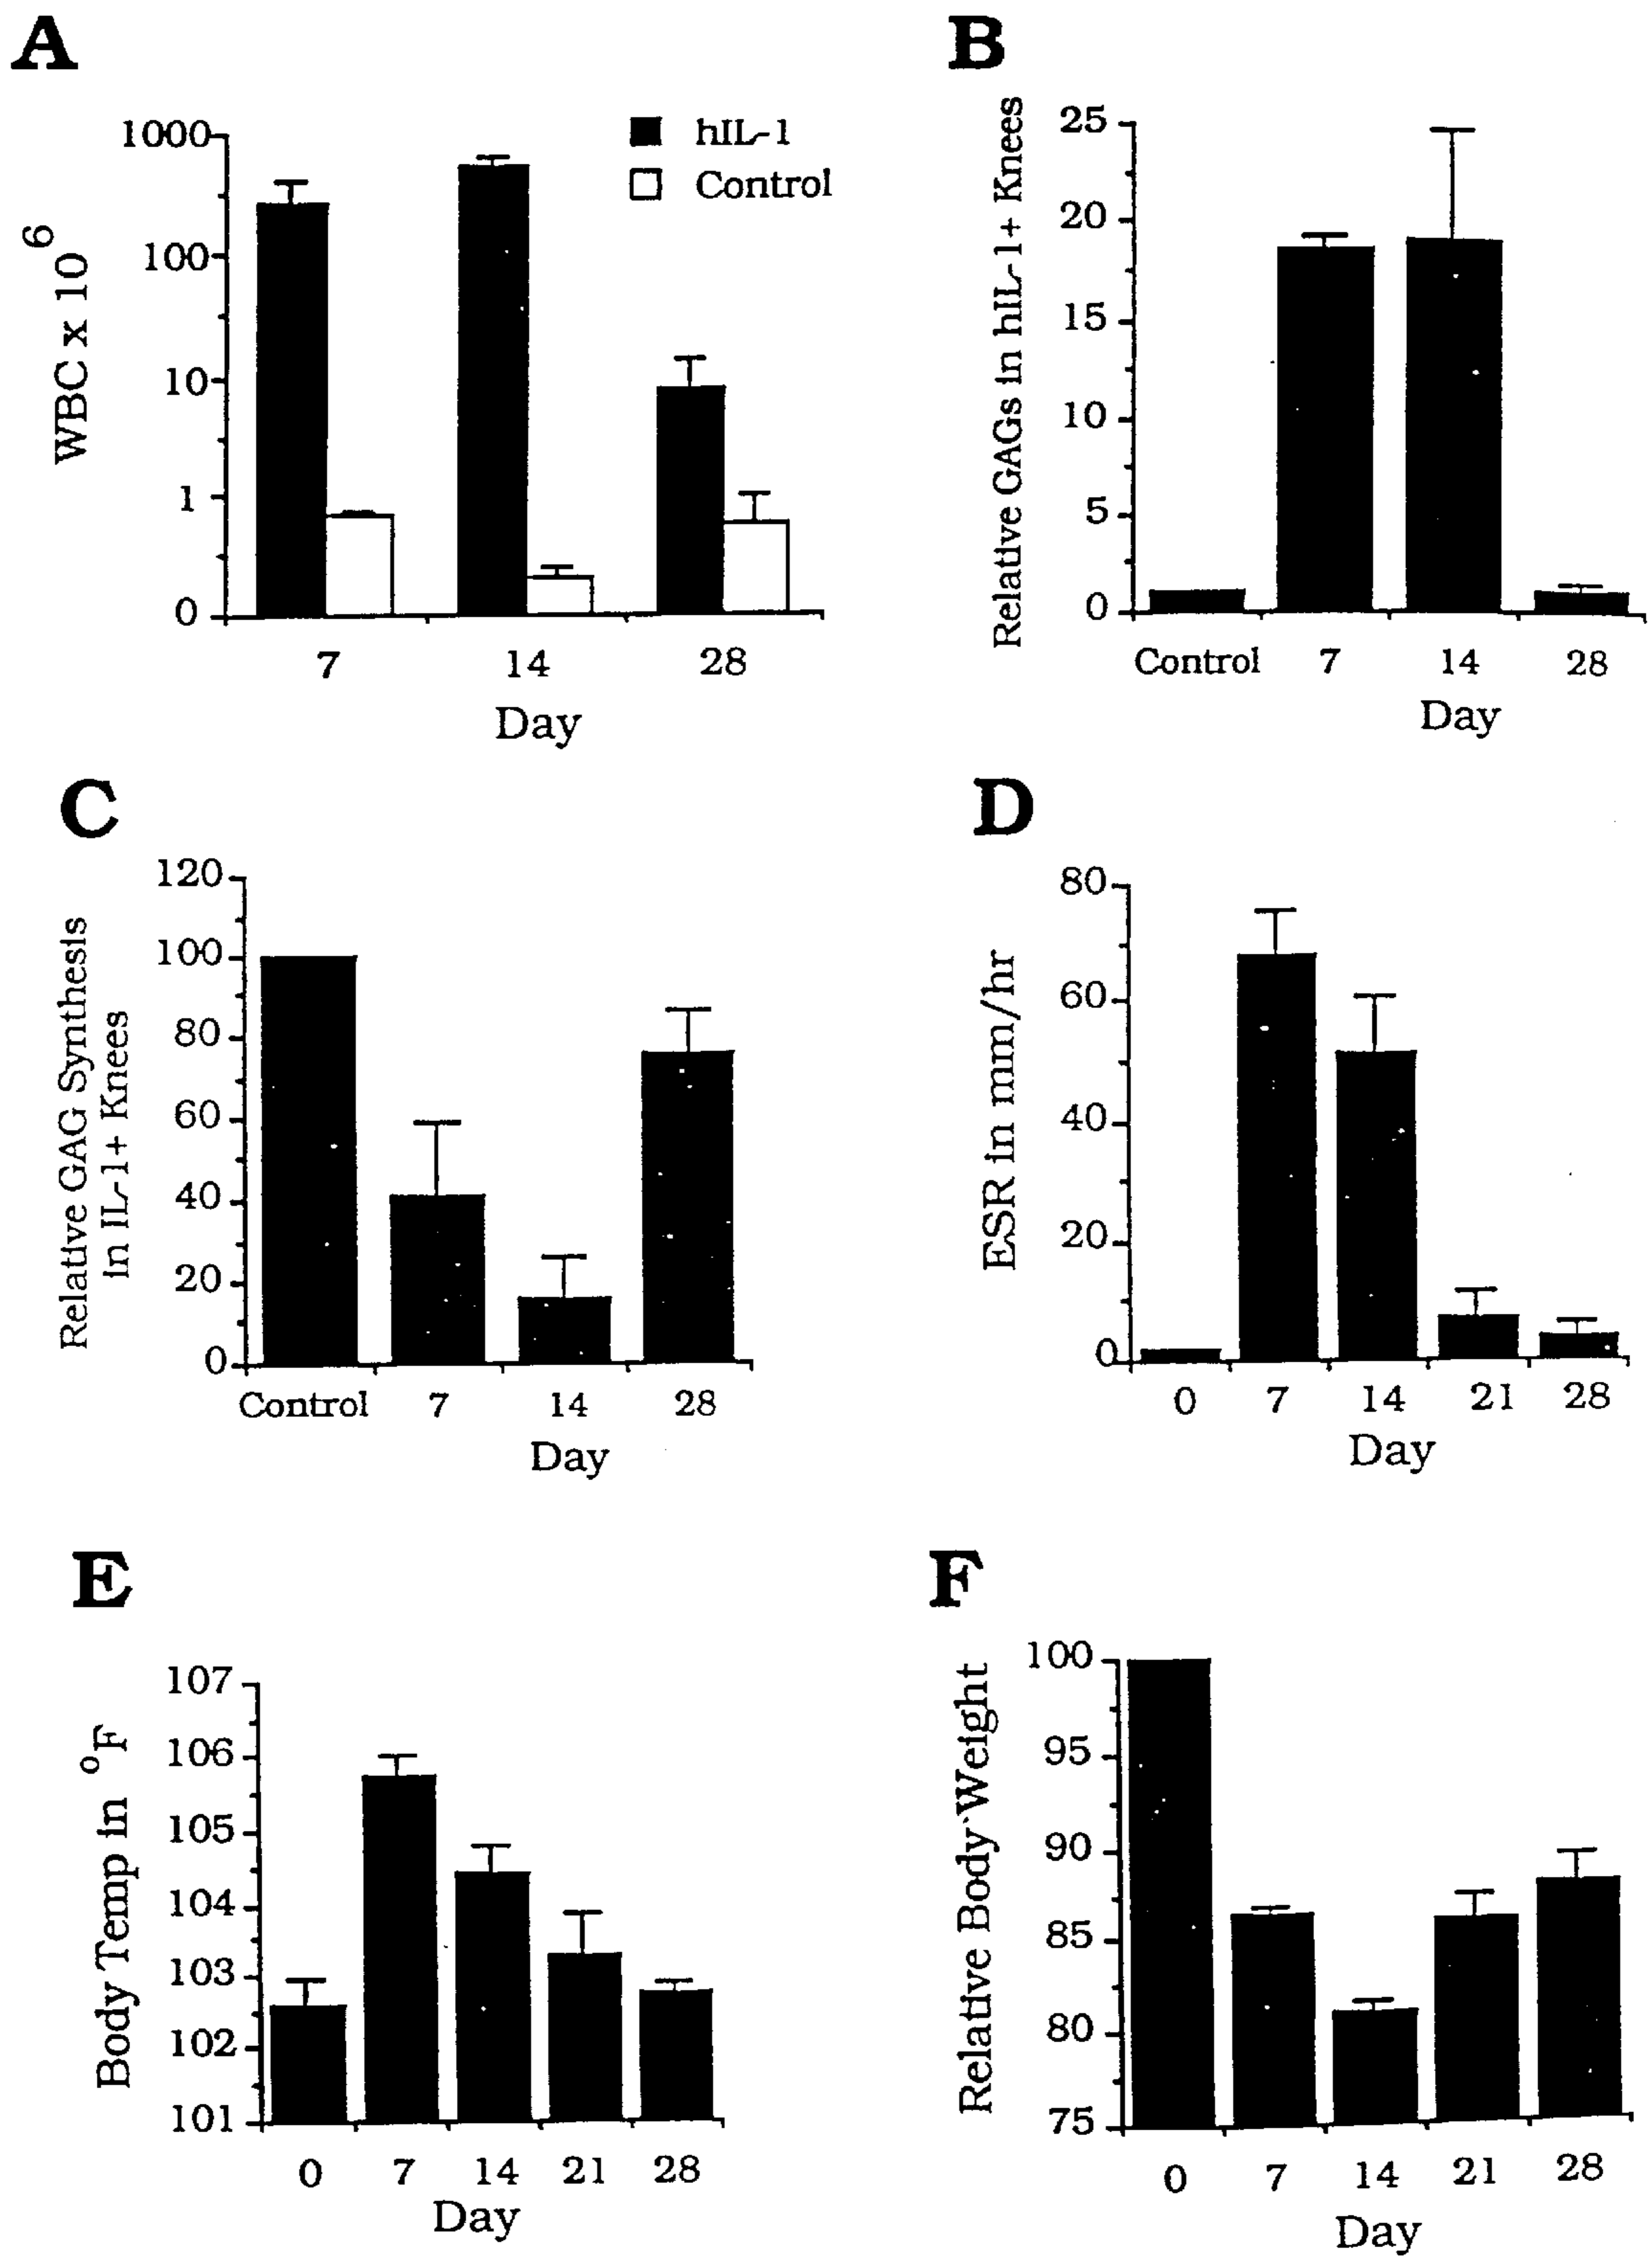 A
1000
100
10
1
0
WBC x 10^6
hIL-1
Control
7 14 28
Day
B
25
20
15
10
5
0
Relative GAGs in hIL-1+ Knees
Control 7 14 28
Day
C
120
100
80
60
40
20
0
Relative GAG Synthesis
in IL-1+ Knees
Control 7 14 28
Day
D
80
60
40
20
0
ESR in mm/hr
0 7 14 21 28
Day
E
107
106
105
104
103
102
101
Body Temp in °F
0 7 14 21 28
Day
F
100
95
90
85
80
75
Relative Body Weight
0 7 14 21 28
Day